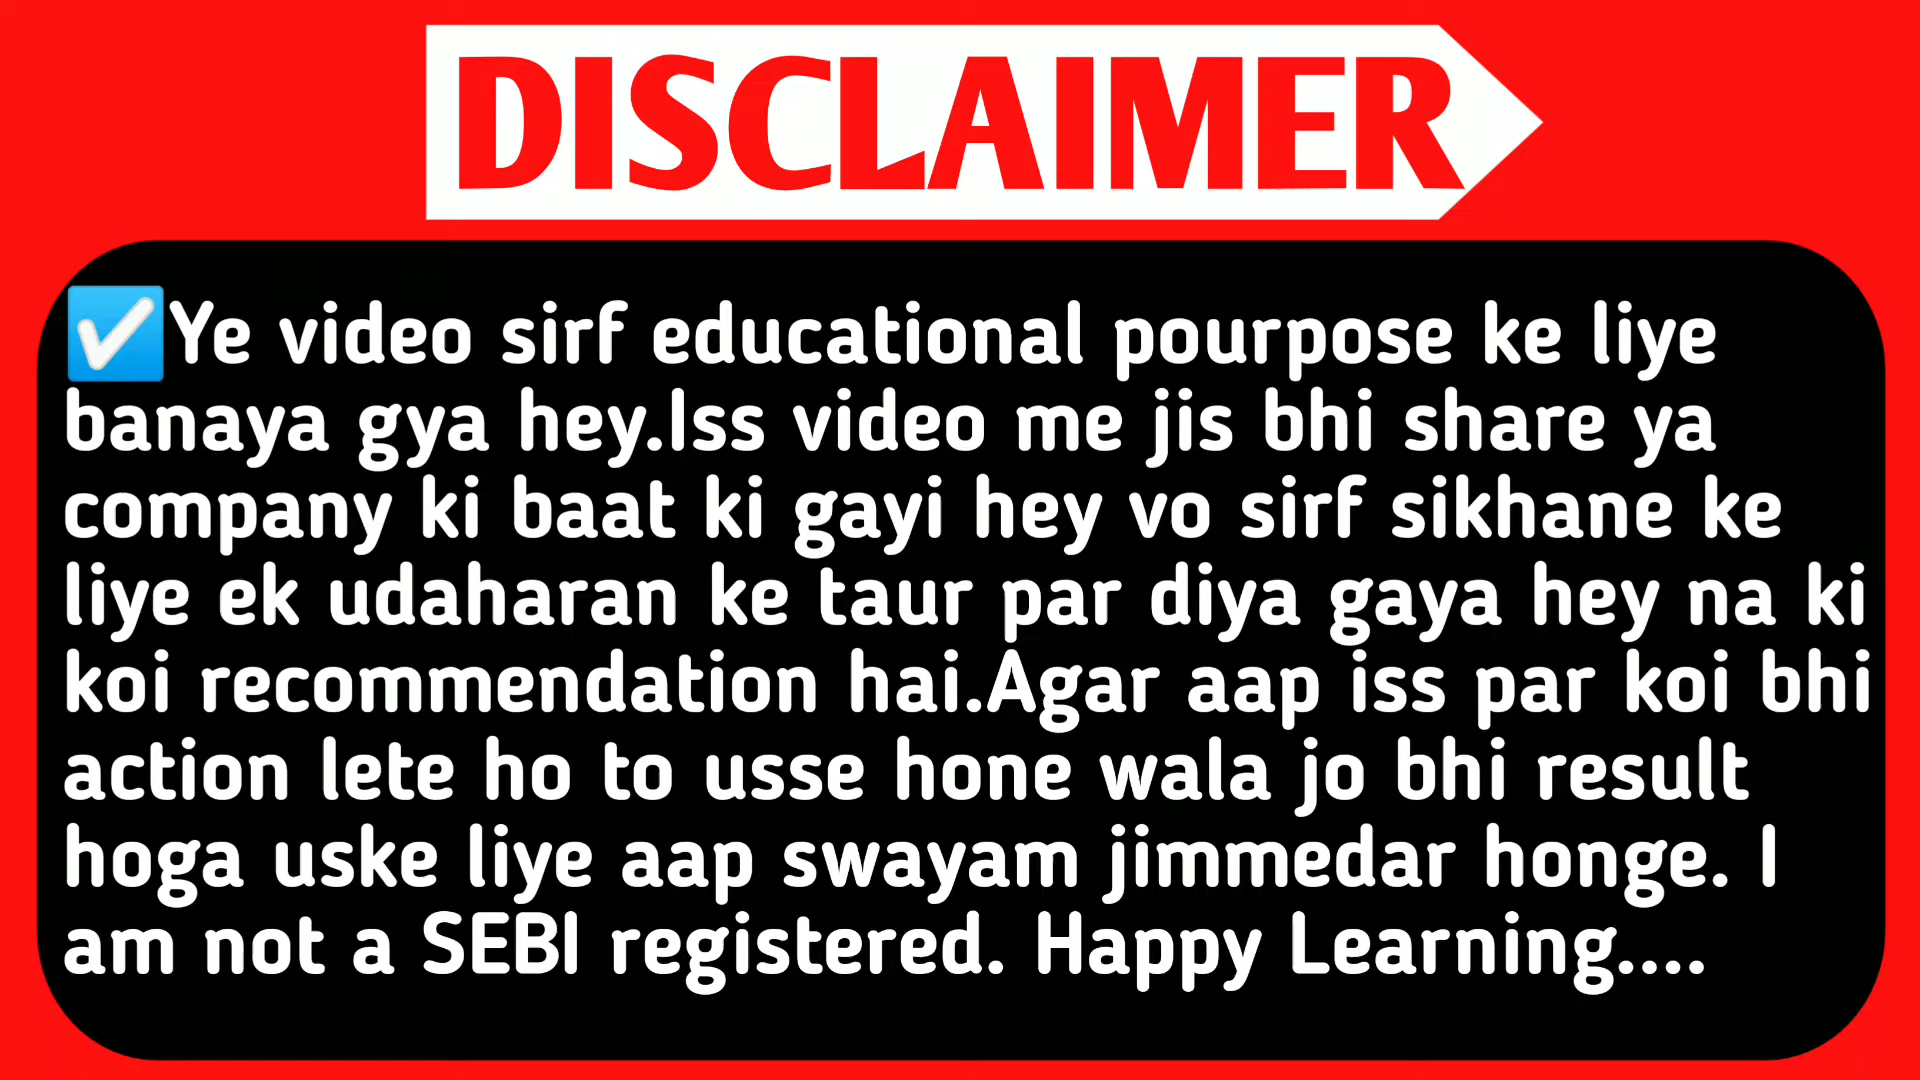 DISCLAIMER
✅Ye video sirf educational pourpose ke liye
banaya gya hey.Iss video me jis bhi share ya
company ki baat ki gayi hey vo sirf sikhane ke
liye ek udaharan ke taur par diya gaya hey na ki
koi recommendation hai.Agar aap iss par koi bhi
action lete ho to usse hone wala jo bhi result
hoga uske liye aap swayam jimmedar honge. I
am not a SEBI registered. Happy Learning....